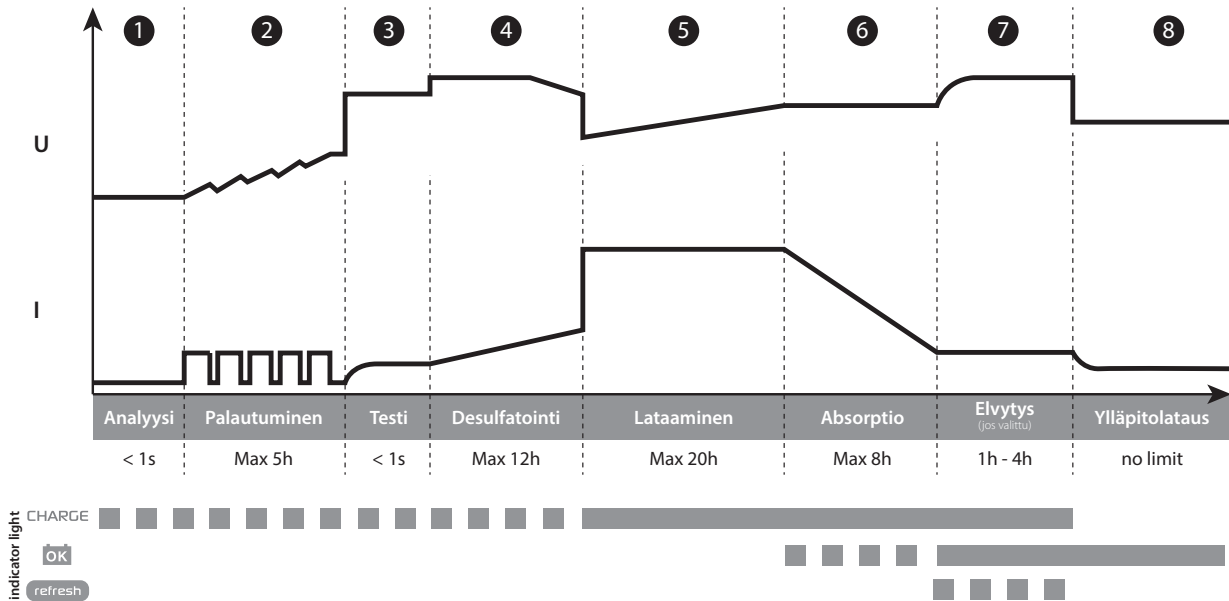 1 2 3 4 5 6 7 8
U
I
Analyysi Palautuminen Testi Desulfatointi Lataaminen Absorptio Elvytys (jos valittu) Ylläpitolataus
< 1s Max 5h < 1s Max 12h Max 20h Max 8h 1h - 4h no limit
indicator light
CHARGE
OK
refresh